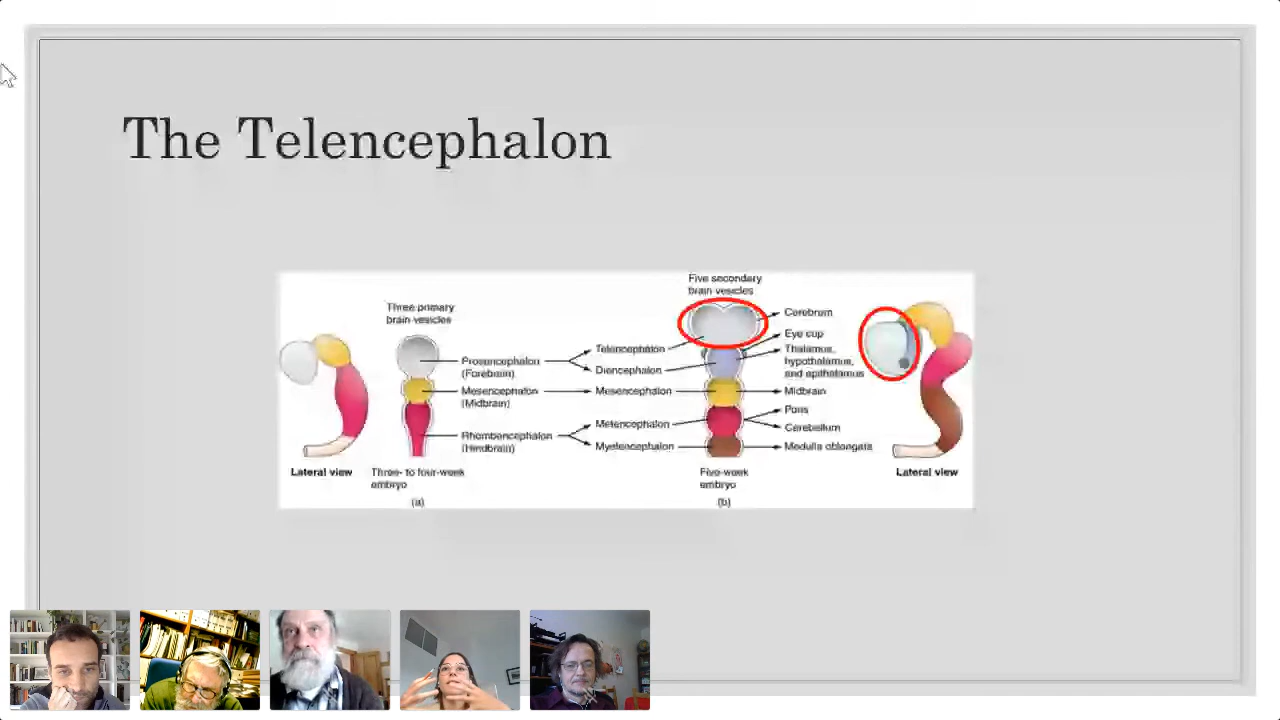 The Telencephalon
Five secondary
brain vesicles
Three primary
brain vesicles
Cerebrum
Eye cup
Telencephalon
Thalamus,
hypothalamus,
and epithalamus
Prosencephalon
(Forebrain)
Diencephalon
Mesencephalon
(Midbrain)
Mesencephalon
Midbrain
Pons
Metencephalon
Cerebellum
Rhombencephalon
(Hindbrain)
Myelencephalon
Medulla oblongata
Lateral view
Three- to four-week
embryo
Five-week
embryo
Lateral view
(a)
(b)